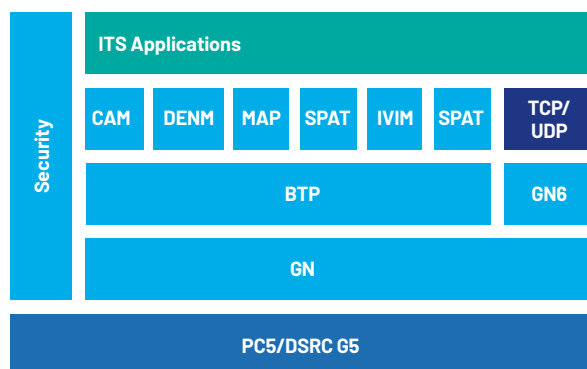 ITS Applications
CAM
DENM
MAP
SPAT
IVIM
SPAT
TCP/
UDP
Security
BTP
GN6
GN
PC5/DSRC G5